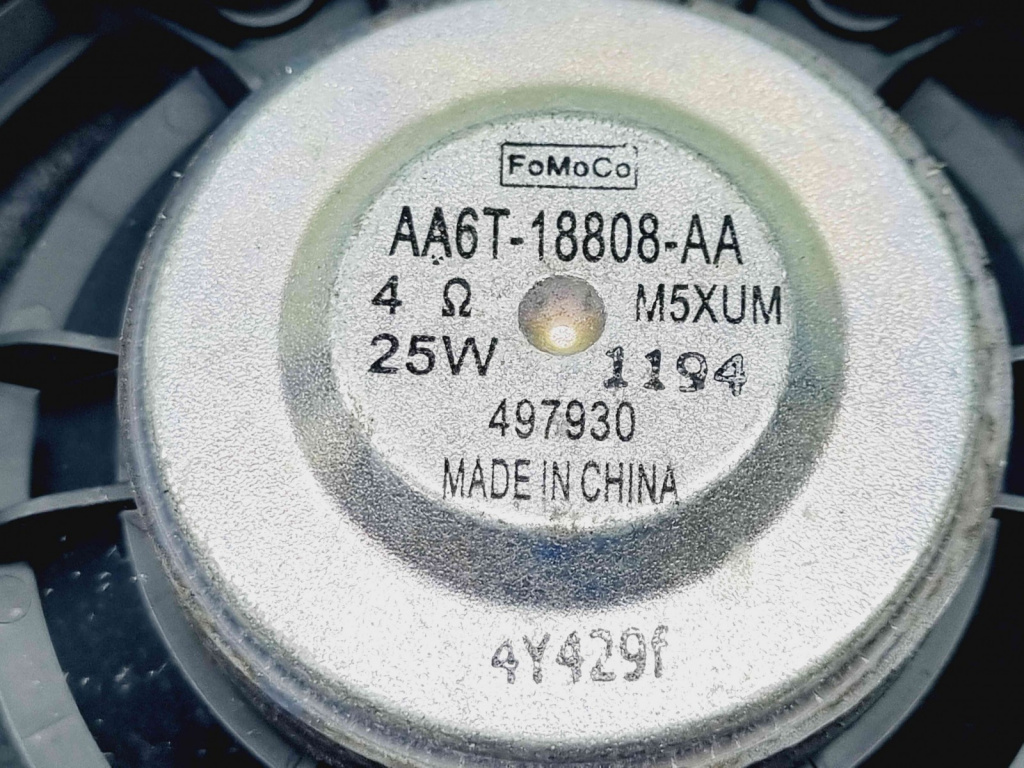 FoMoCo
AA6T-18808-AA
4 Ω M5XUM
25W 1194
497930
MADE IN CHINA
4Y429f